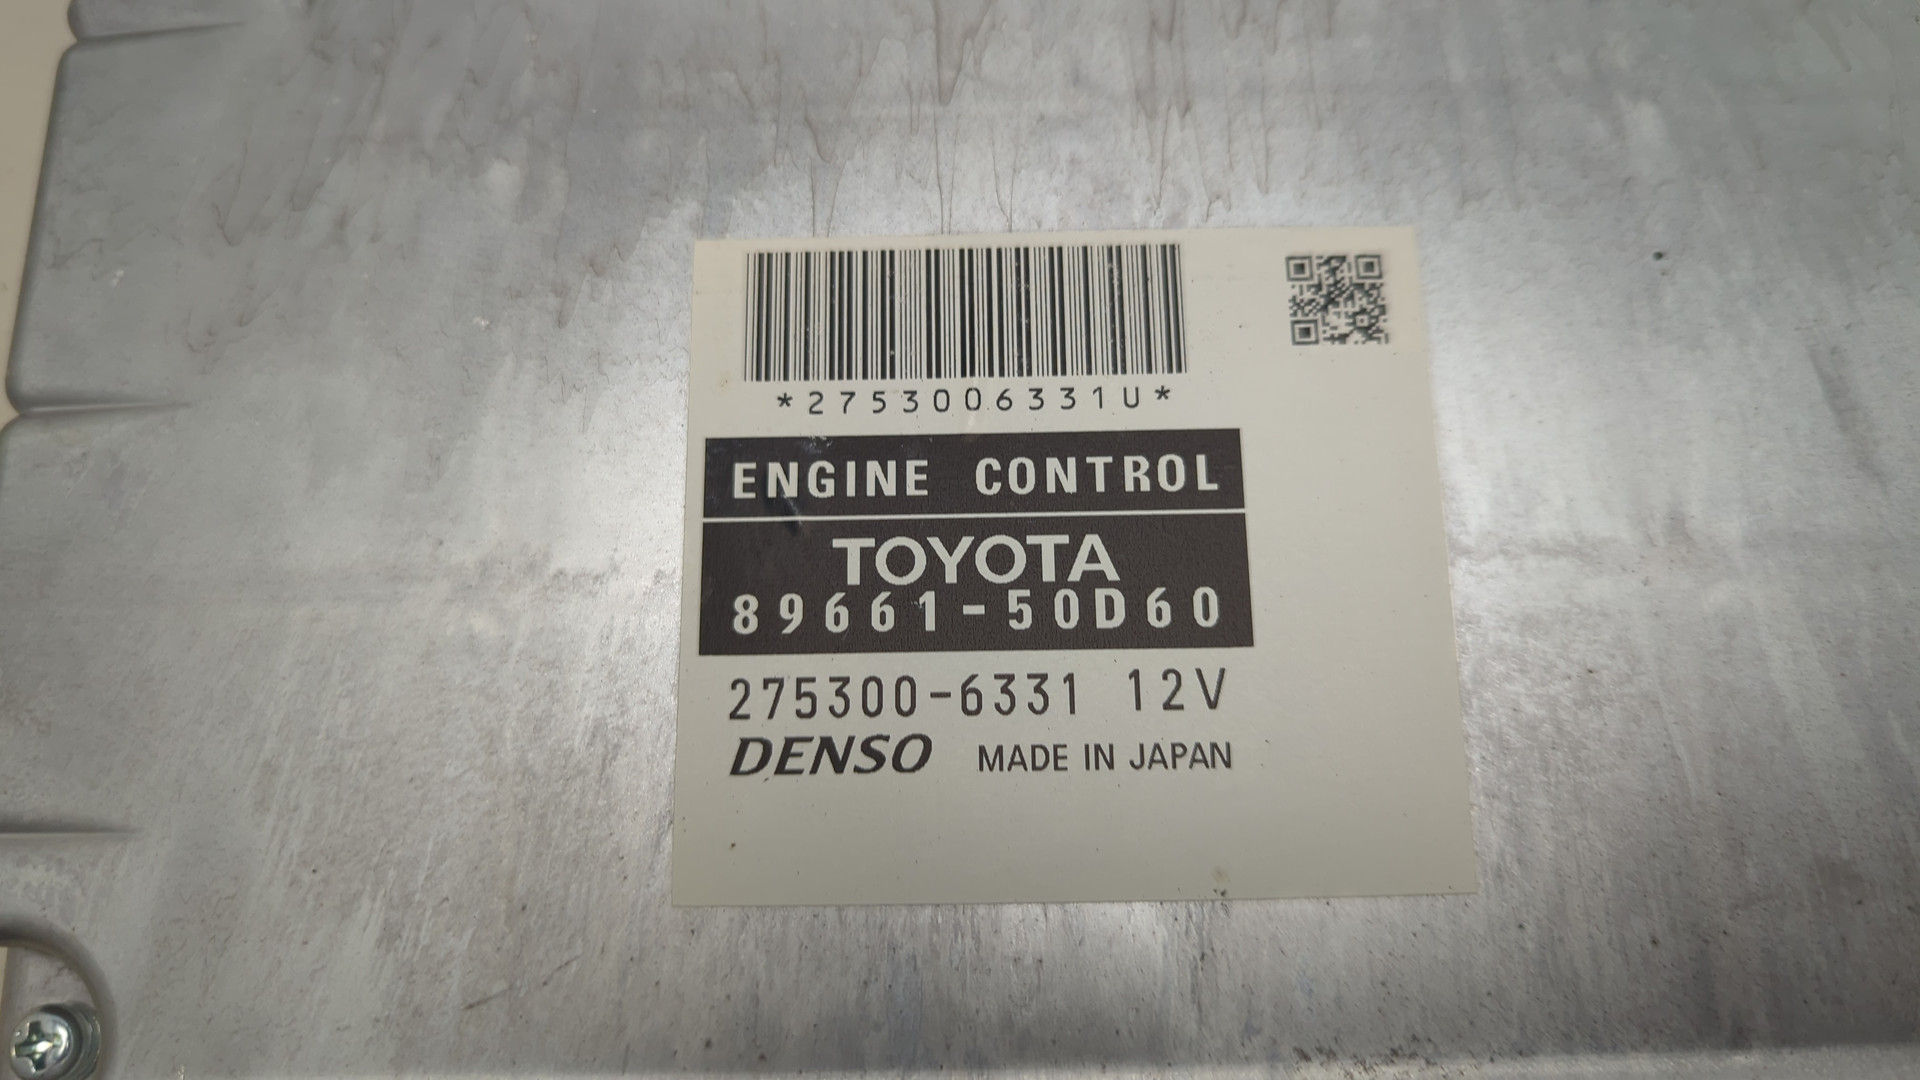 *2753006331U*
ENGINE CONTROL
TOYOTA
89661-50D60
275300-6331 12V
DENSO MADE IN JAPAN